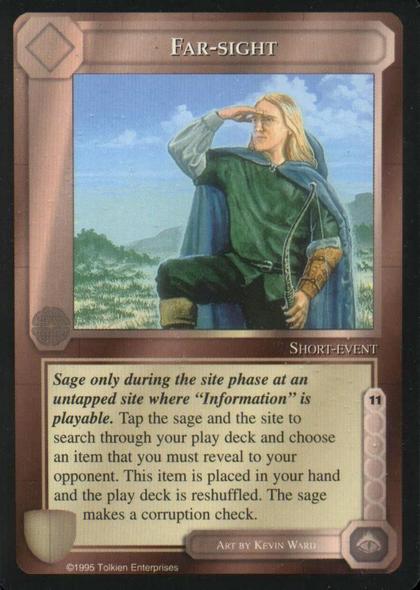 FAR-SIGHT
SHORT-EVENT
Sage only during the site phase at an
untapped site where “Information” is
playable. Tap the sage and the site to
search through your play deck and choose
an item that you must reveal to your
opponent. This item is placed in your hand
and the play deck is reshuffled. The sage
makes a corruption check.
11
ART BY KEVIN WARD
©1995 Tolkien Enterprises